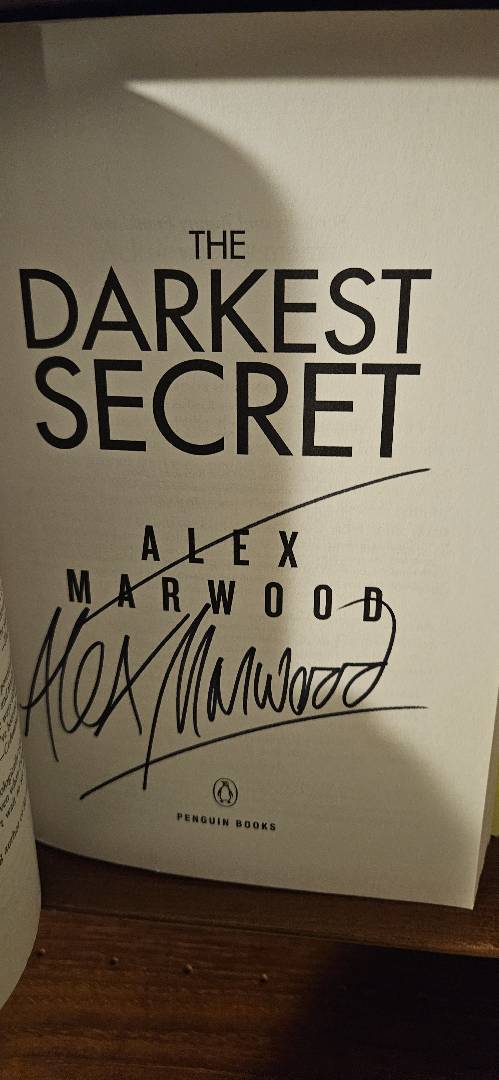 THE
DARKEST
SECRET
ALEX
MARWOOD
Alex Marwood
PENGUIN BOOKS